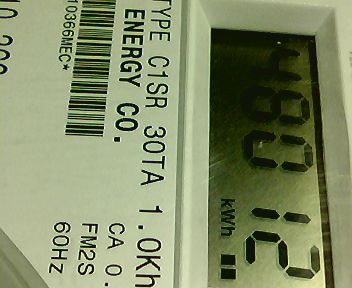 48012
kWh
TYPE C1SR 30TA 1.0Kh
ENERGY CO.
CA 0.
FM2S
10366MEC*
60Hz